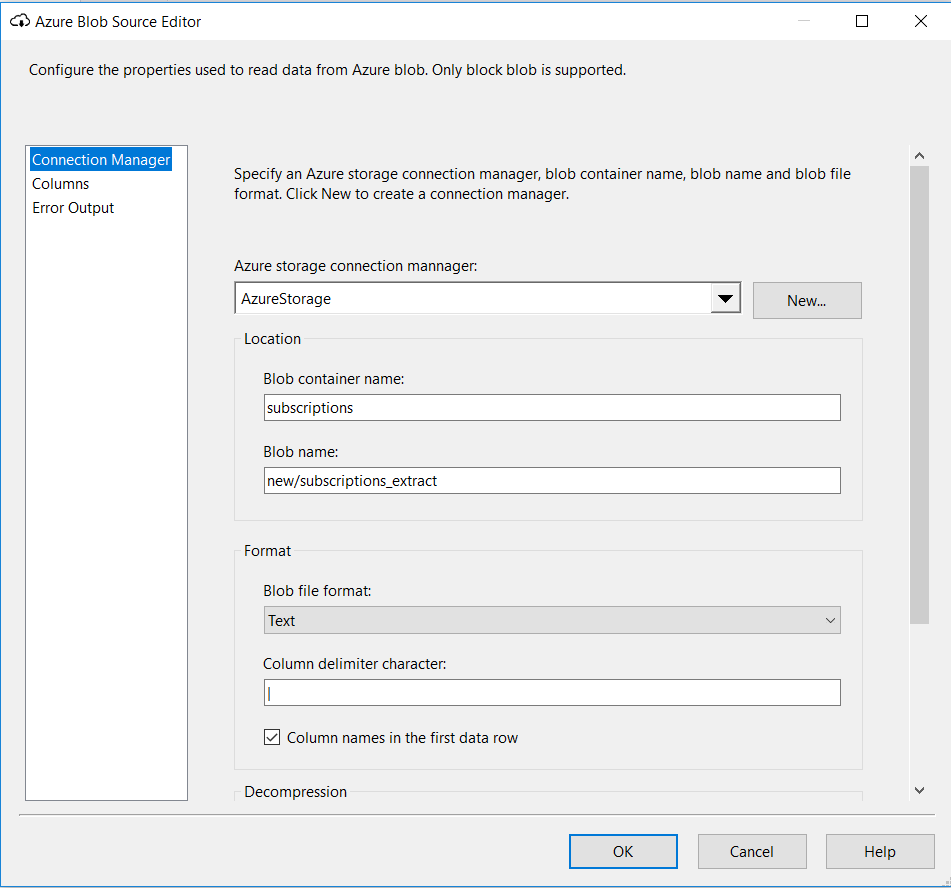 Azure Blob Source Editor
Configure the properties used to read data from Azure blob. Only block blob is supported.
Connection Manager
Columns
Error Output
Specify an Azure storage connection manager, blob container name, blob name and blob file
format. Click New to create a connection manager.
Azure storage connection mannager:
AzureStorage
New...
Location
Blob container name:
subscriptions
Blob name:
new/subscriptions_extract
Format
Blob file format:
Text
Column delimiter character:
|
Column names in the first data row
Decompression
OK
Cancel
Help